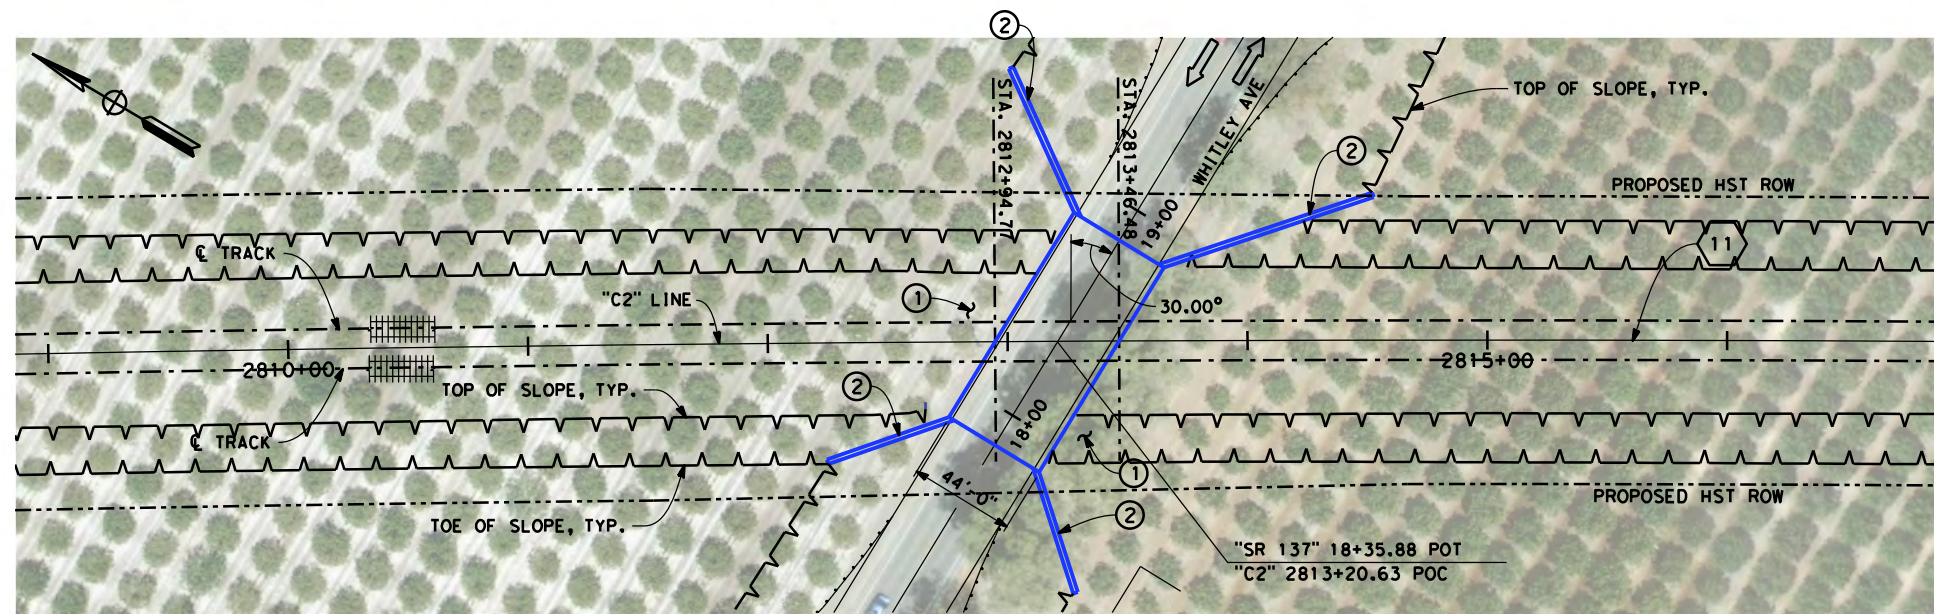 2
STA. 2812+94.77
STA. 2813+46.48
WHITLEY AVE
TOP OF SLOPE, TYP.
2
PROPOSED HST ROW
19+00
11
℄ TRACK
"C2" LINE
1
30.00°
2810+00
2815+00
TOP OF SLOPE, TYP.
2
℄ TRACK
18+00
1
44'-0"
PROPOSED HST ROW
TOE OF SLOPE, TYP.
2
"SR 137" 18+35.88 POT
"C2" 2813+20.63 POC